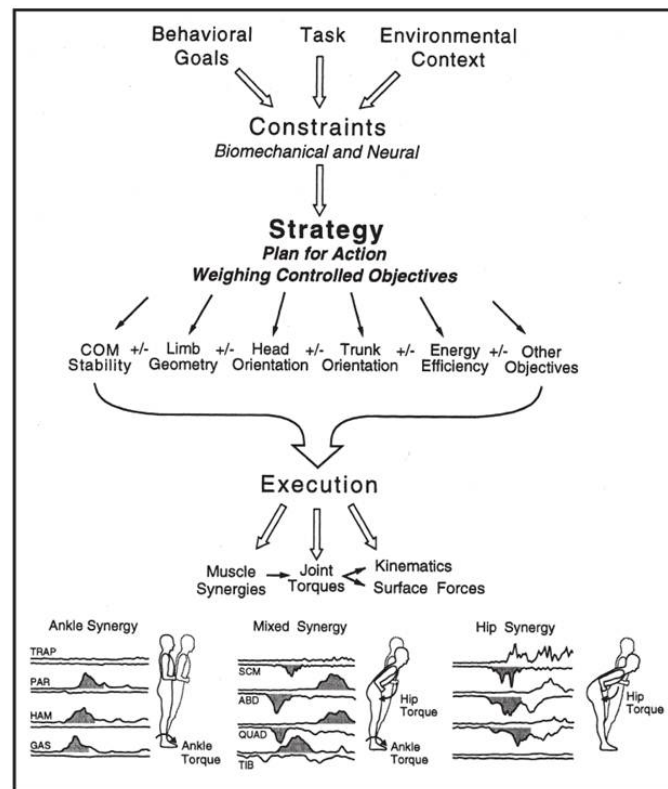 Behavioral Goals
Task
Environmental Context
Constraints
Biomechanical and Neural
Strategy
Plan for Action
Weighing Controlled Objectives
COM Stability +/- Limb Geometry +/- Head Orientation +/- Trunk Orientation +/- Energy Efficiency +/- Other Objectives
Execution
Muscle Synergies
Joint Torques
Kinematics
Surface Forces
Ankle Synergy
TRAP
PAR
HAM
GAS
Ankle Torque
Mixed Synergy
SCM
ABD
QUAD
TIB
Hip Torque
Ankle Torque
Hip Synergy
Hip Torque